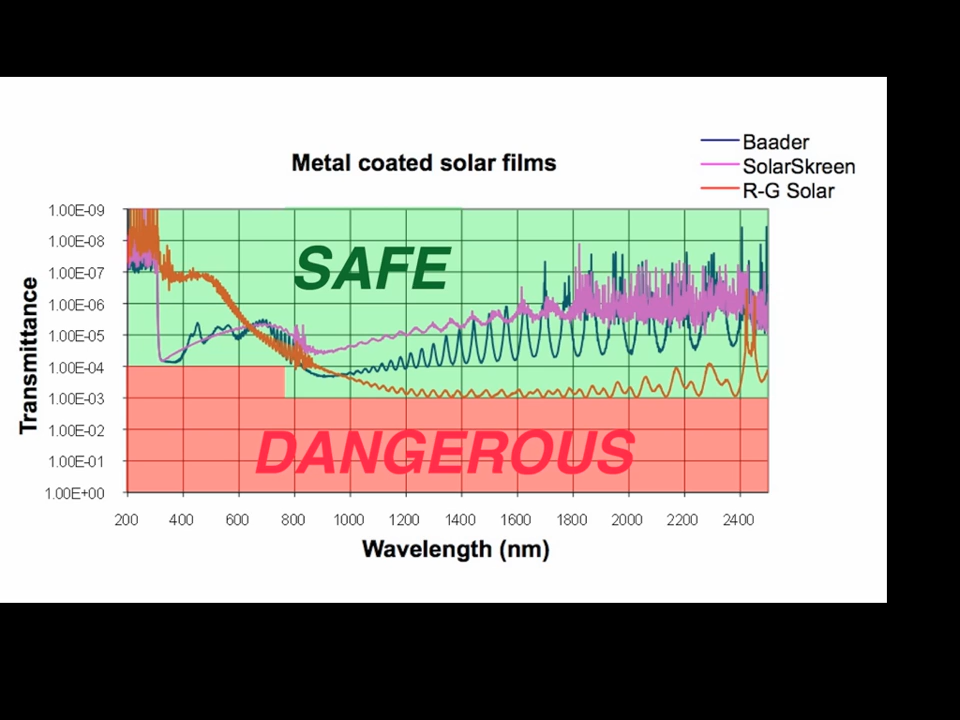 Metal coated solar films
Baader
SolarSkreen
R-G Solar
Transmittance
1.00E-09
1.00E-08
1.00E-07
1.00E-06
1.00E-05
1.00E-04
1.00E-03
1.00E-02
1.00E-01
1.00E+00
SAFE
DANGEROUS
200 400 600 800 1000 1200 1400 1600 1800 2000 2200 2400
Wavelength (nm)